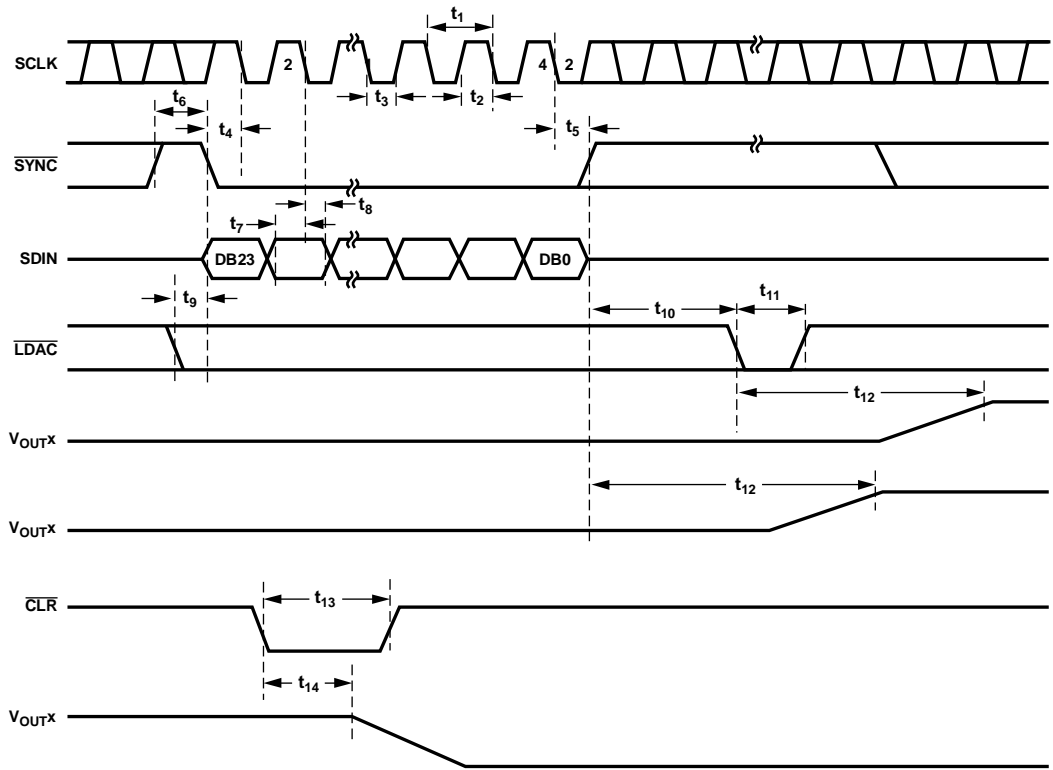 t1
SCLK
2
4
2
t3
t2
t6
t4
t5
SYNC
t8
t7
SDIN
DB23
DB0
t9
t10
t11
LDAC
t12
VOUTx
t12
VOUTx
CLR
t13
t14
VOUTx